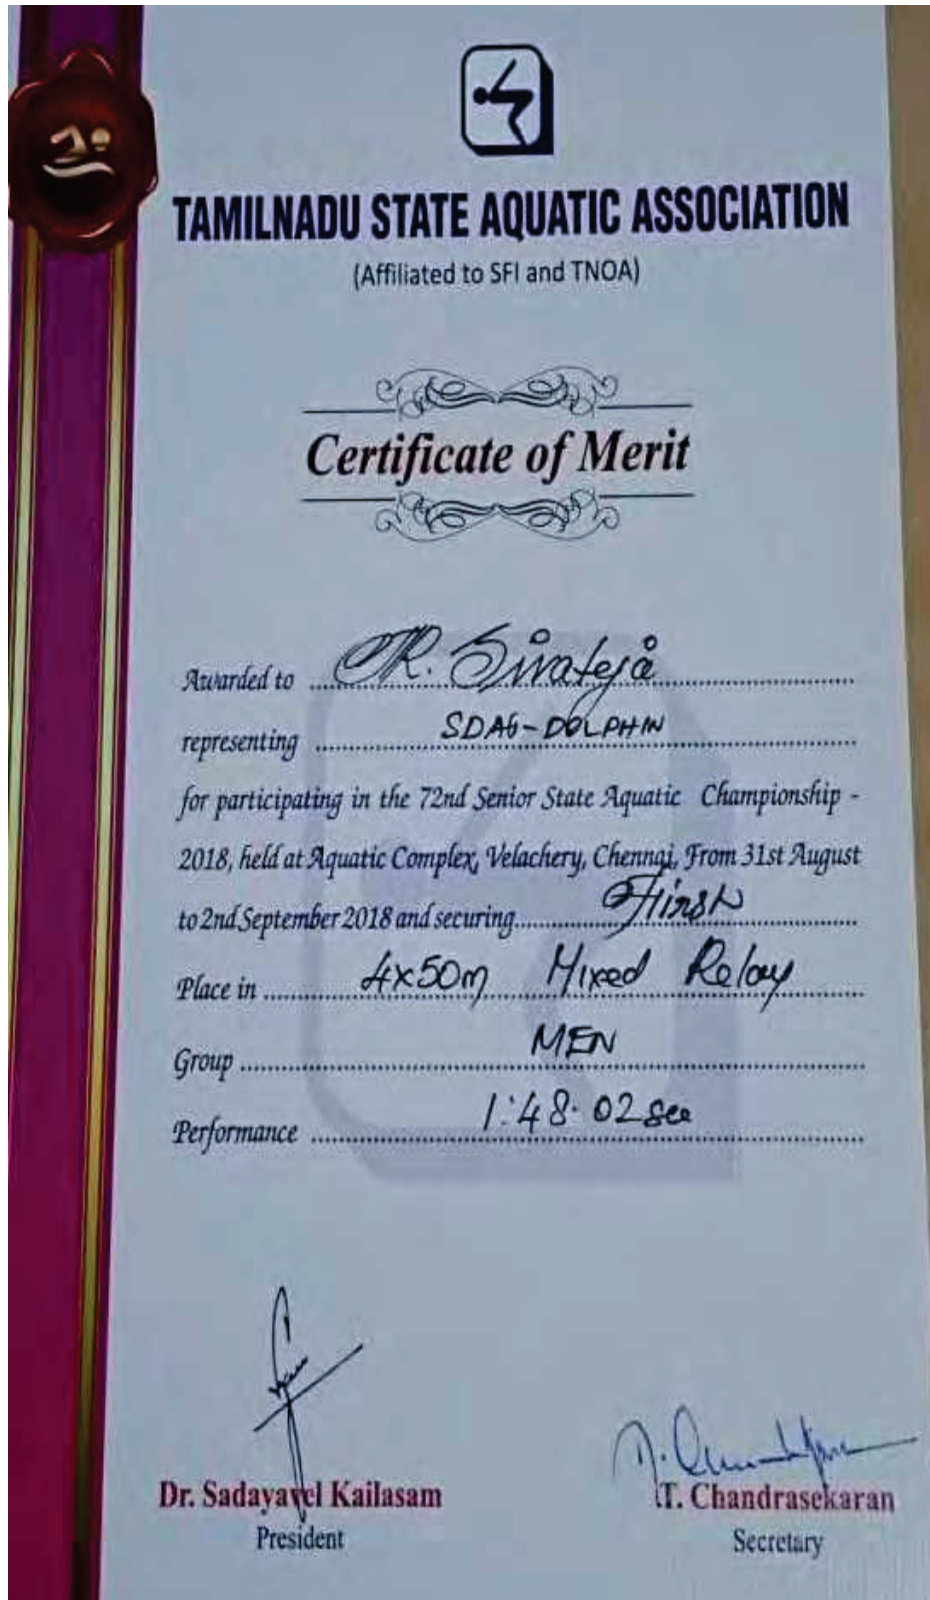 TAMILNADU STATE AQUATIC ASSOCIATION
(Affiliated to SFI and TNOA)
Certificate of Merit
Awarded to R. Sivateja
representing SDAG-DOLPHIN
for participating in the 72nd Senior State Aquatic Championship -
2018, held at Aquatic Complex, Velachery, Chennai, From 31st August
to 2nd September 2018 and securing First
Place in 4x50m Mixed Relay
Group MEN
Performance 1:48.02 sec
Dr. Sadayavel Kailasam
President
T. Chandrasekaran
Secretary